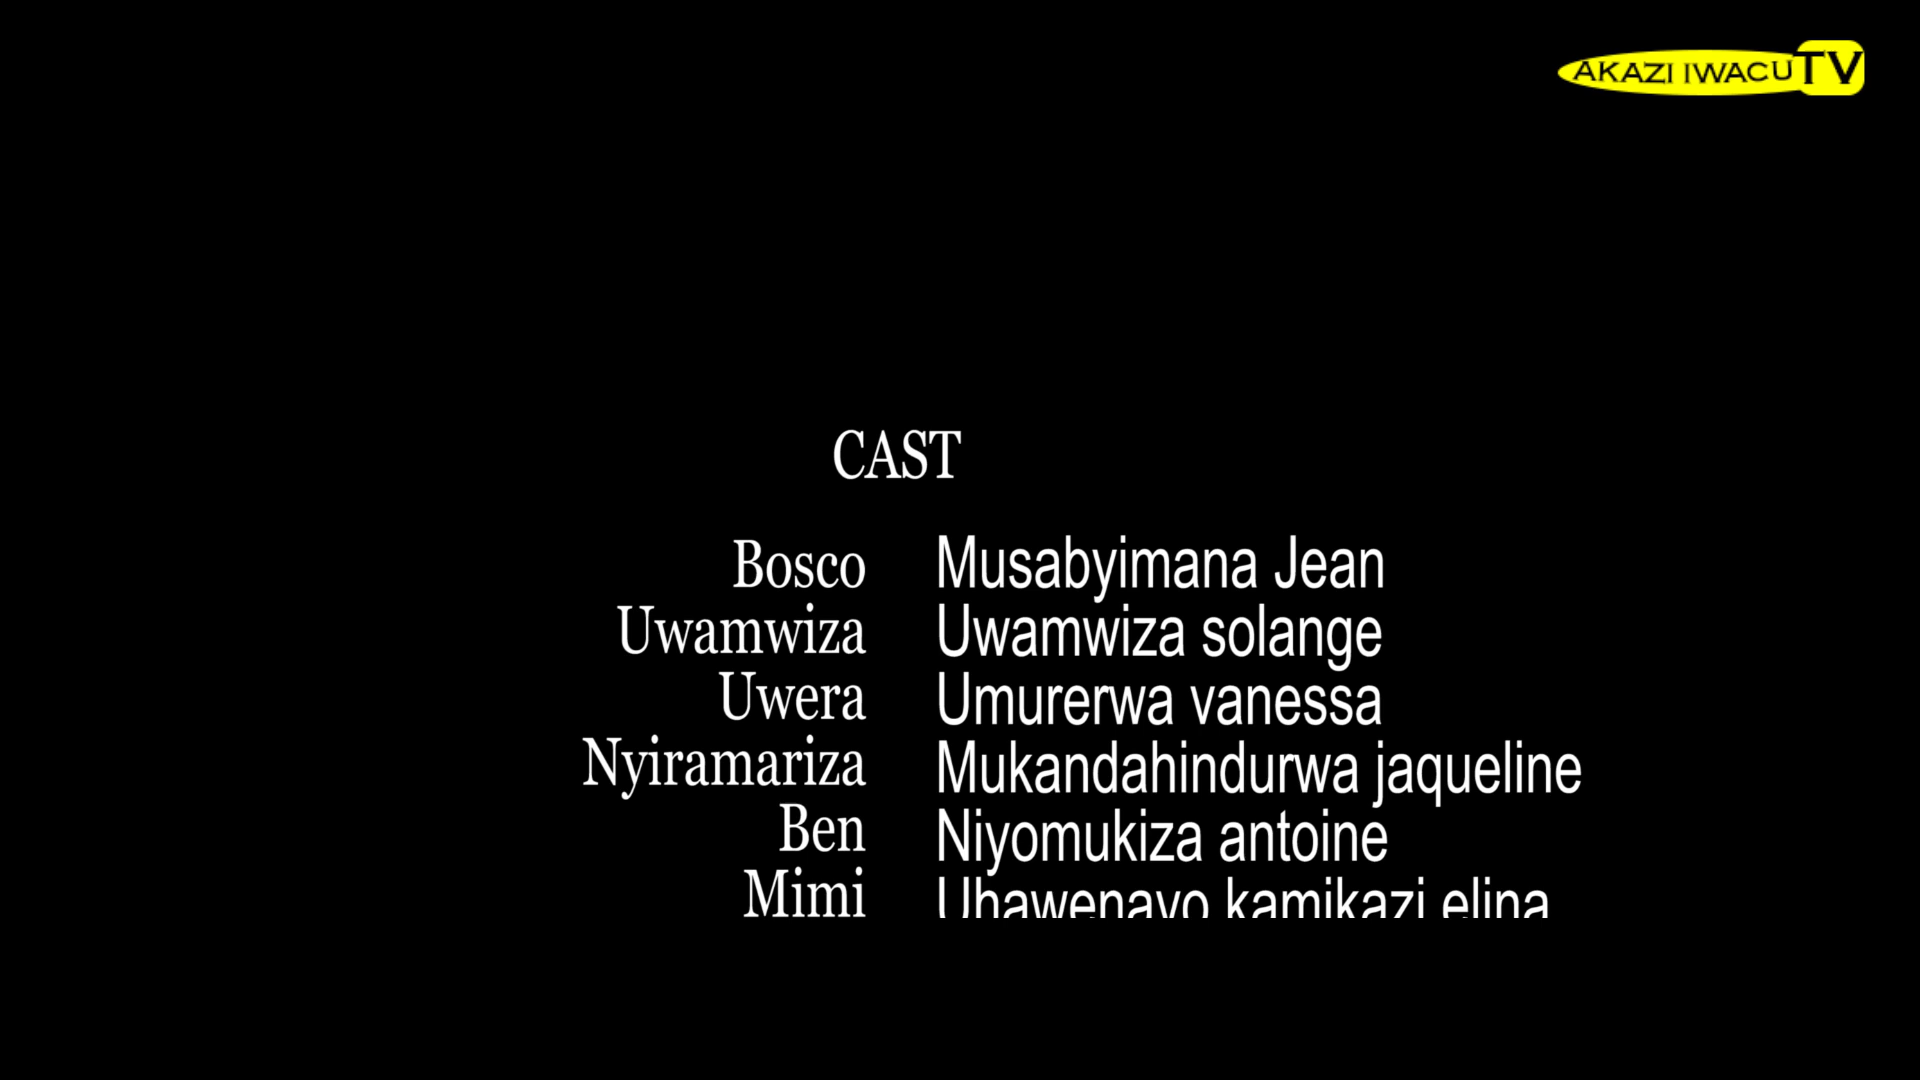 AKAZI IWACU TV
CAST
Bosco Musabyimana Jean
Uwamwiza Uwamwiza solange
Uwera Umurerwa vanessa
Nyiramariza Mukandahindurwa jaqueline
Ben Niyomukiza antoine
Mimi kamikazi